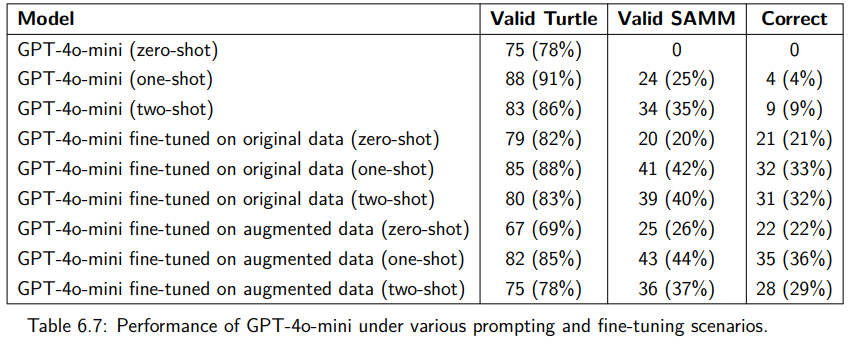 Model Valid Turtle Valid SAMM Correct
GPT-4o-mini (zero-shot) 75 (78%) 0 0
GPT-4o-mini (one-shot) 88 (91%) 24 (25%) 4 (4%)
GPT-4o-mini (two-shot) 83 (86%) 34 (35%) 9 (9%)
GPT-4o-mini fine-tuned on original data (zero-shot) 79 (82%) 20 (20%) 21 (21%)
GPT-4o-mini fine-tuned on original data (one-shot) 85 (88%) 41 (42%) 32 (33%)
GPT-4o-mini fine-tuned on original data (two-shot) 80 (83%) 39 (40%) 31 (32%)
GPT-4o-mini fine-tuned on augmented data (zero-shot) 67 (69%) 25 (26%) 22 (22%)
GPT-4o-mini fine-tuned on augmented data (one-shot) 82 (85%) 43 (44%) 35 (36%)
GPT-4o-mini fine-tuned on augmented data (two-shot) 75 (78%) 36 (37%) 28 (29%)
Table 6.7: Performance of GPT-4o-mini under various prompting and fine-tuning scenarios.